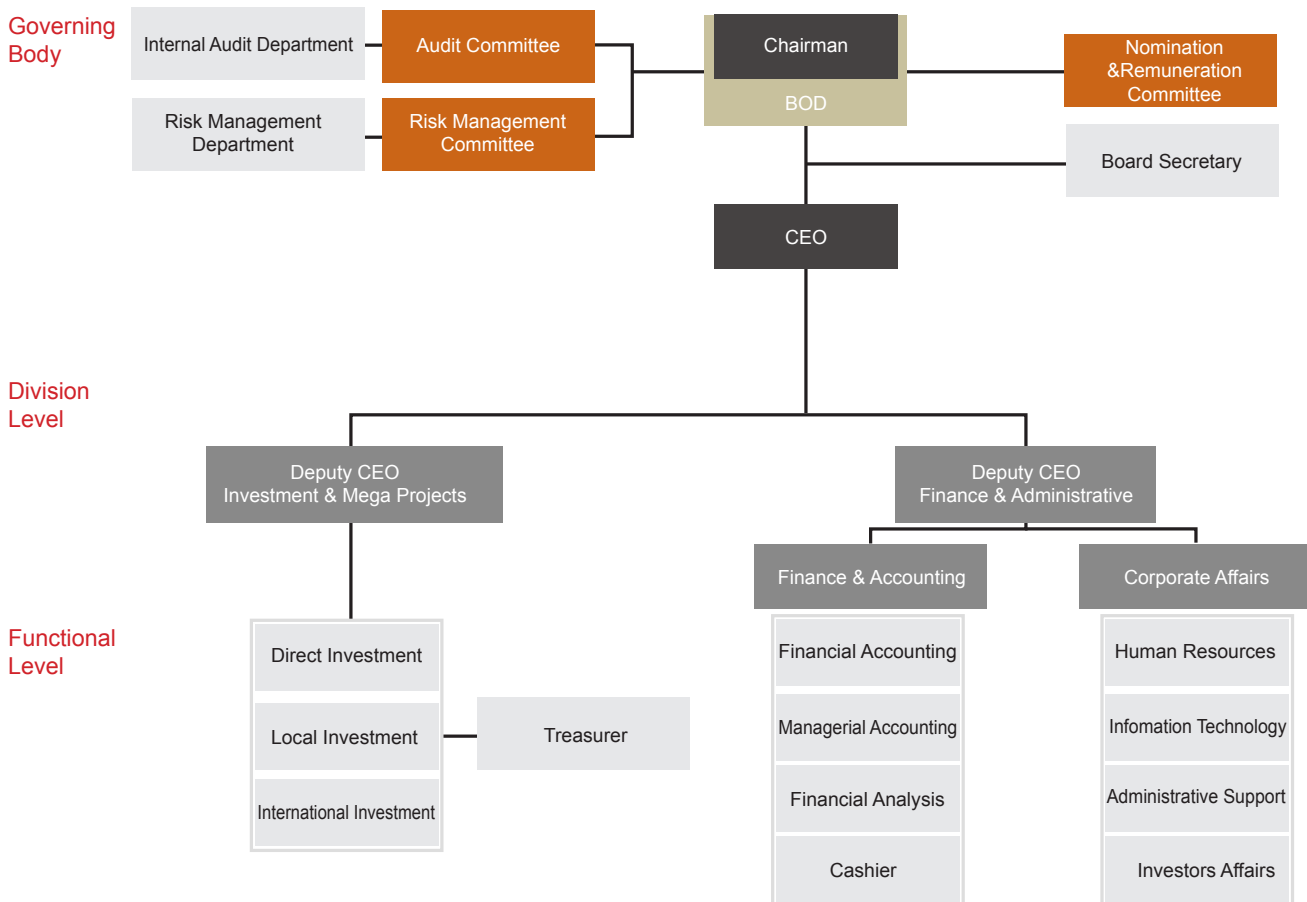 Governing
Body
Internal Audit Department
Audit Committee
Chairman
BOD
Nomination
&Remuneration
Committee
Risk Management
Department
Risk Management
Committee
Board Secretary
CEO
Division
Level
Deputy CEO
Investment & Mega Projects
Deputy CEO
Finance & Administrative
Finance & Accounting
Corporate Affairs
Functional
Level
Direct Investment
Local Investment
International Investment
Treasurer
Financial Accounting
Managerial Accounting
Financial Analysis
Cashier
Human Resources
Infomation Technology
Administrative Support
Investors Affairs